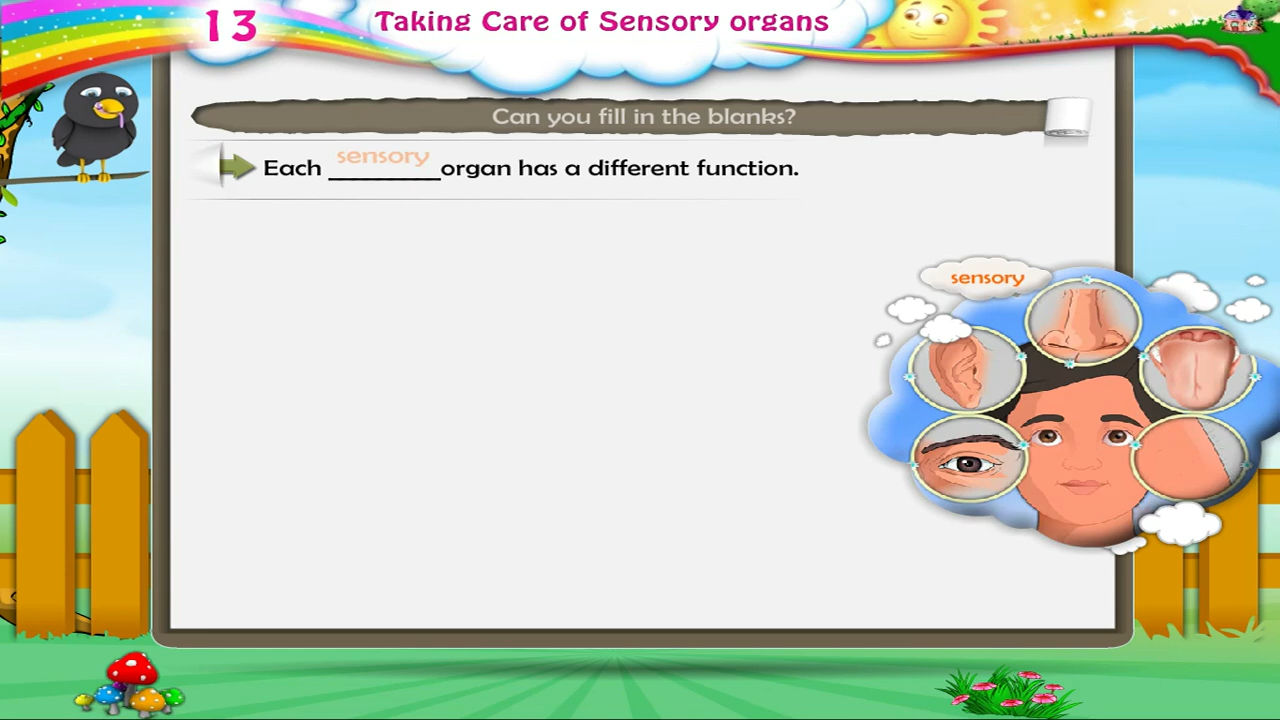 13
Taking Care of Sensory organs
Can you fill in the blanks?
Each sensory organ has a different function.
sensory